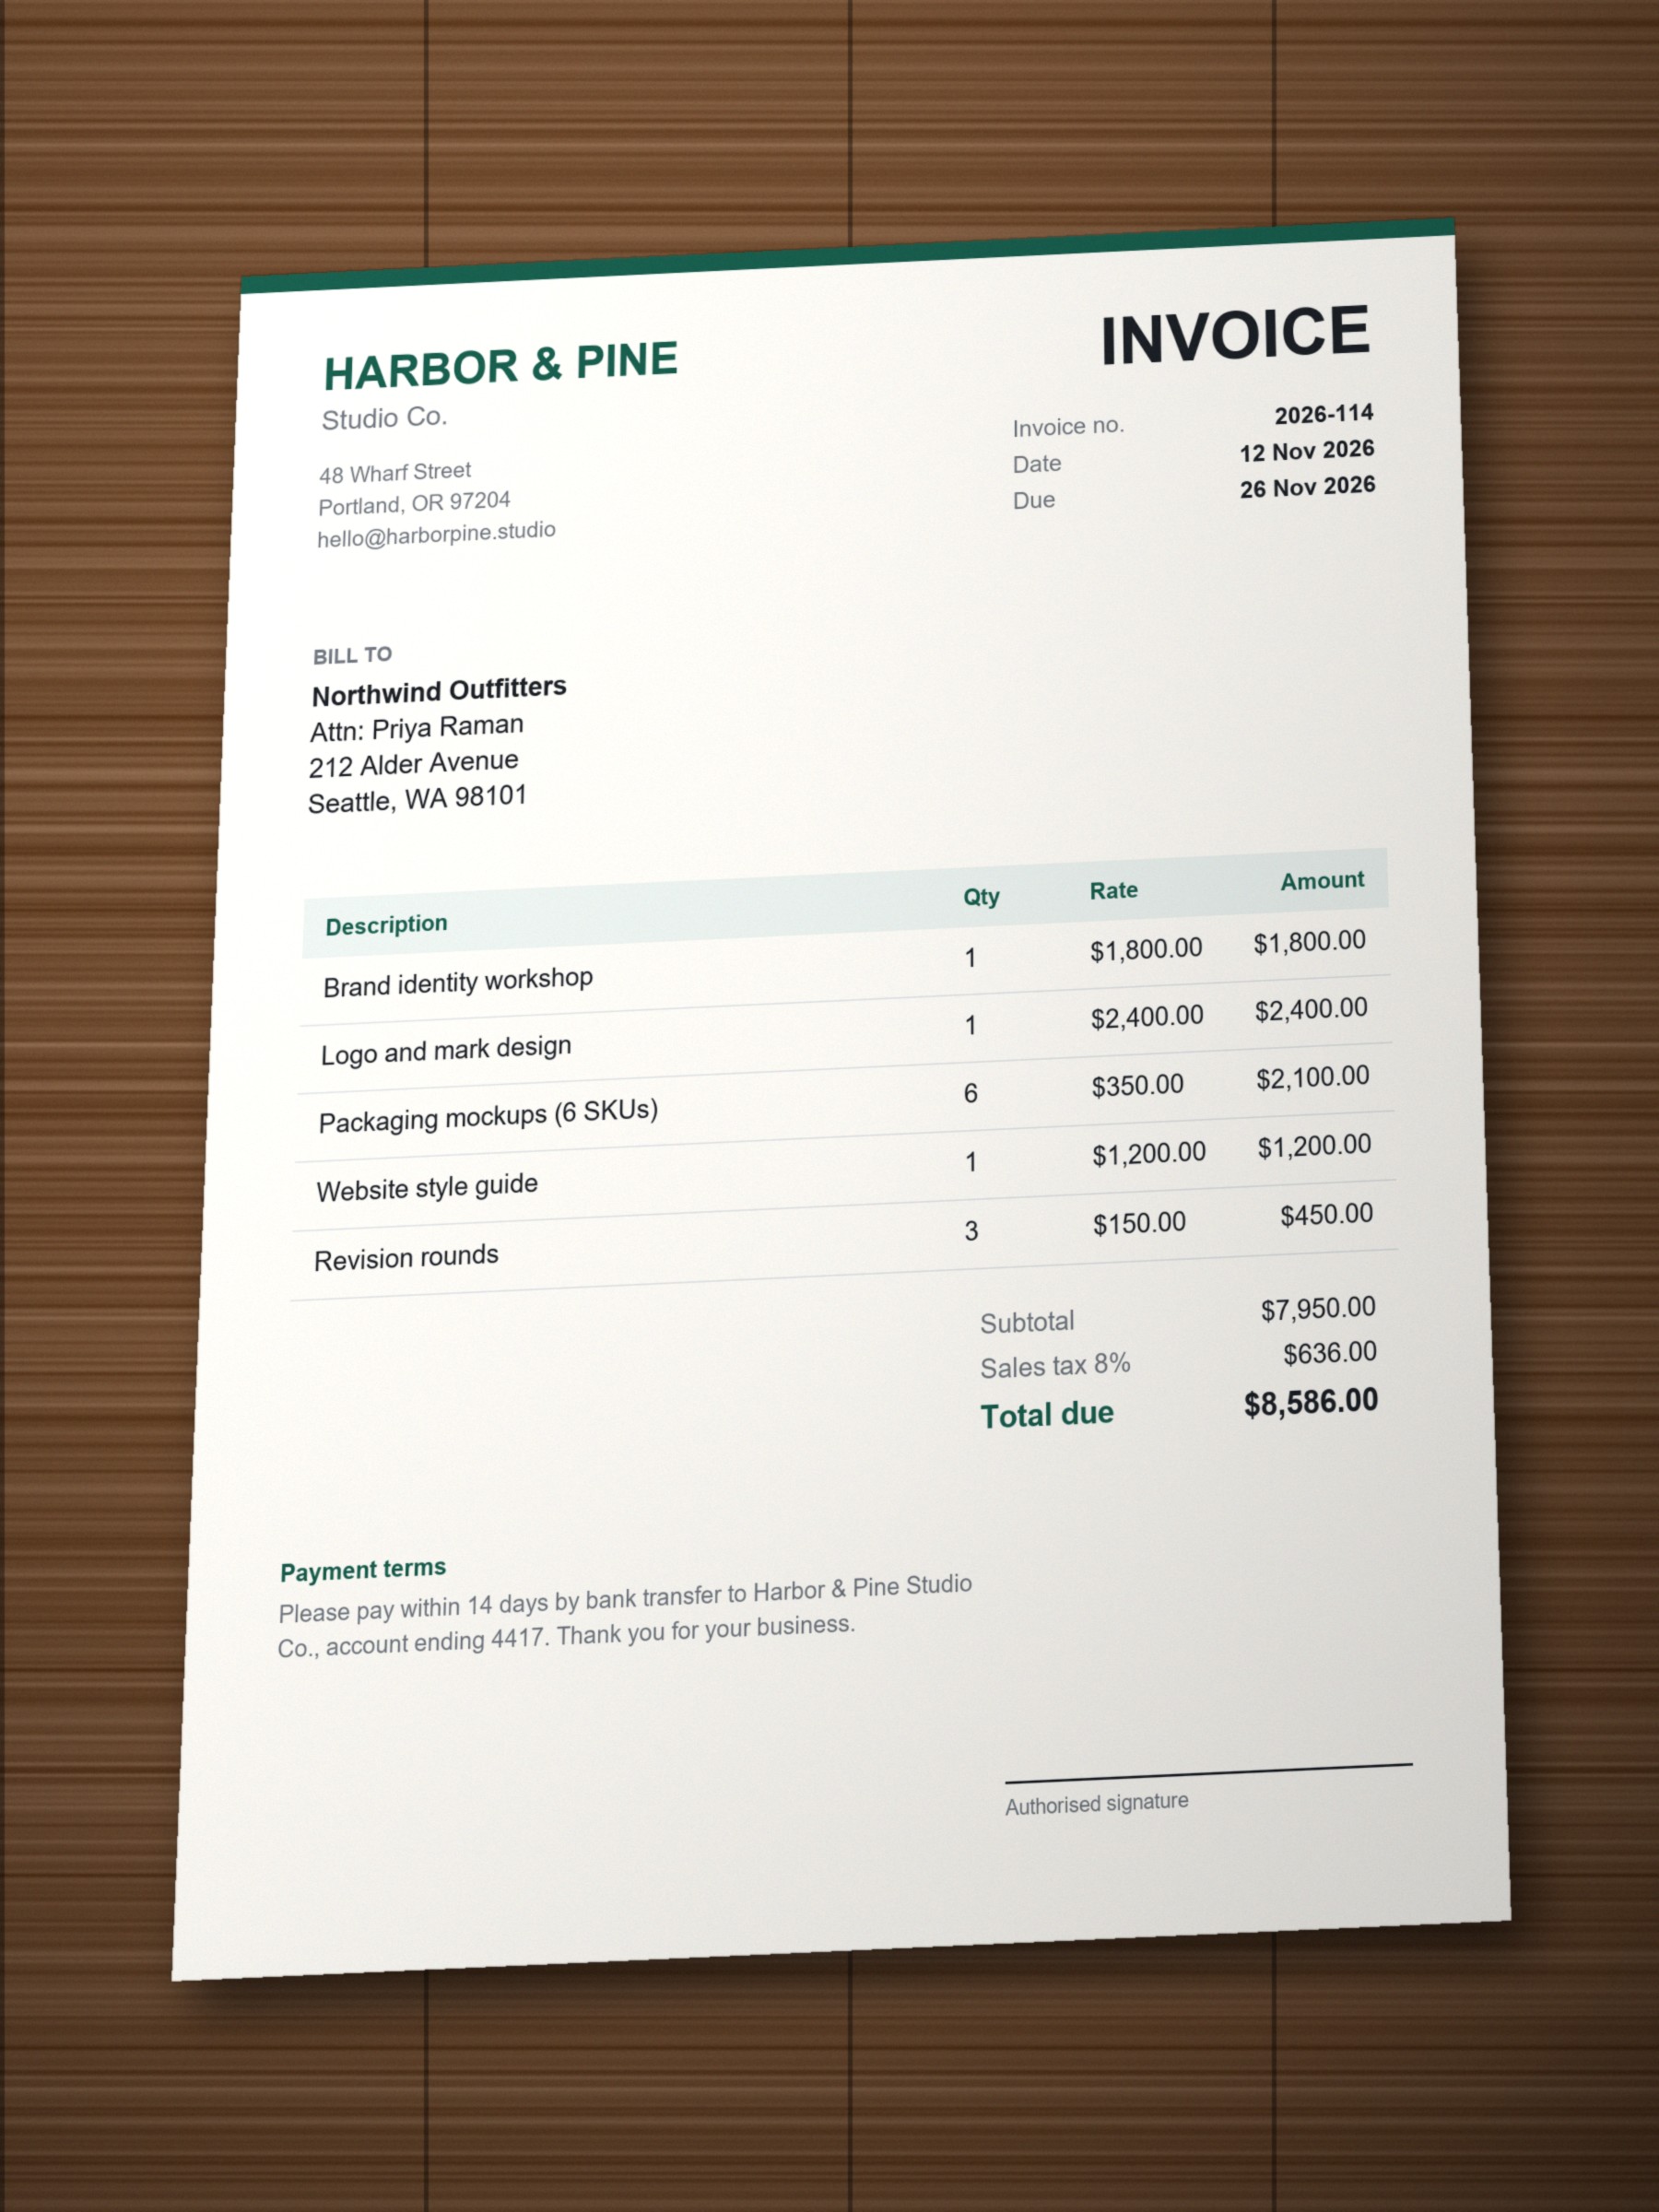 HARBOR & PINE
Studio Co.
48 Wharf Street
Portland, OR 97204
hello@harborpine.studio
INVOICE
Invoice no. 2026-114
Date 12 Nov 2026
Due 26 Nov 2026
BILL TO
Northwind Outfitters
Attn: Priya Raman
212 Alder Avenue
Seattle, WA 98101
Description Qty Rate Amount
Brand identity workshop 1 $1,800.00 $1,800.00
Logo and mark design 1 $2,400.00 $2,400.00
Packaging mockups (6 SKUs) 6 $350.00 $2,100.00
Website style guide 1 $1,200.00 $1,200.00
Revision rounds 3 $150.00 $450.00
Subtotal $7,950.00
Sales tax 8% $636.00
Total due $8,586.00
Payment terms
Please pay within 14 days by bank transfer to Harbor & Pine Studio
Co., account ending 4417. Thank you for your business.
Authorised signature